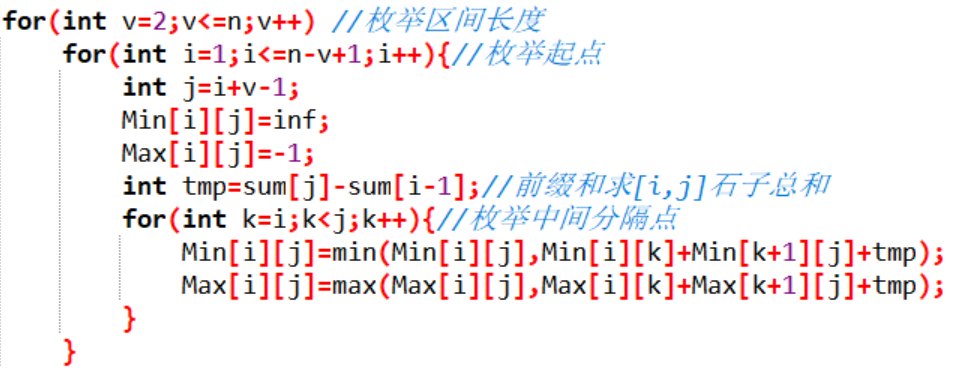 for(int v=2;v<=n;v++) //枚举区间长度
    for(int i=1;i<=n-v+1;i++){//枚举起点
        int j=i+v-1;
        Min[i][j]=inf;
        Max[i][j]=-1;
        int tmp=sum[j]-sum[i-1];//前缀和求[i,j]石子总和
        for(int k=i;k<j;k++){//枚举中间分隔点
            Min[i][j]=min(Min[i][j],Min[i][k]+Min[k+1][j]+tmp);
            Max[i][j]=max(Max[i][j],Max[i][k]+Max[k+1][j]+tmp);
        }
    }